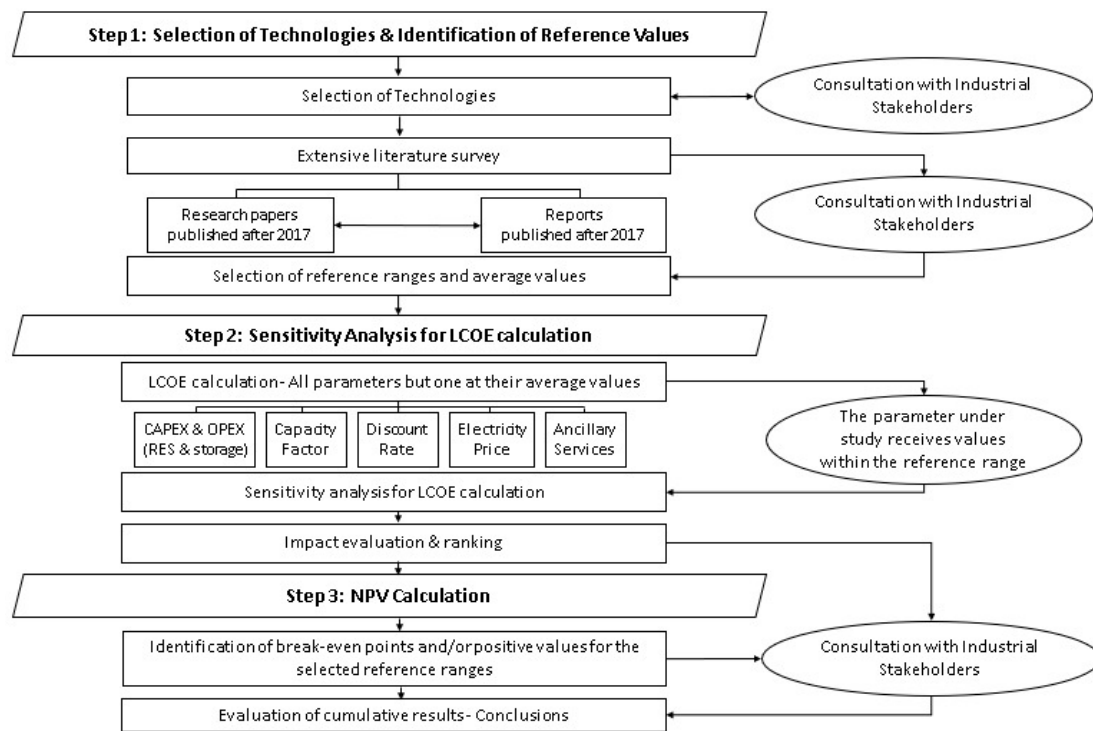 Step 1: Selection of Technologies & Identification of Reference Values
Selection of Technologies
Consultation with Industrial
Stakeholders
Extensive literature survey
Research papers
published after 2017
Reports
published after 2017
Consultation with Industrial
Stakeholders
Selection of reference ranges and average values
Step 2: Sensitivity Analysis for LCOE calculation
LCOE calculation- All parameters but one at their average values
CAPEX & OPEX
(RES & storage)
Capacity
Factor
Discount
Rate
Electricity
Price
Ancillary
Services
The parameter under
study receives values
within the reference range
Sensitivity analysis for LCOE calculation
Impact evaluation & ranking
Step 3: NPV Calculation
Identification of break-even points and/or positive values for the
selected reference ranges
Consultation with Industrial
Stakeholders
Evaluation of cumulative results- Conclusions